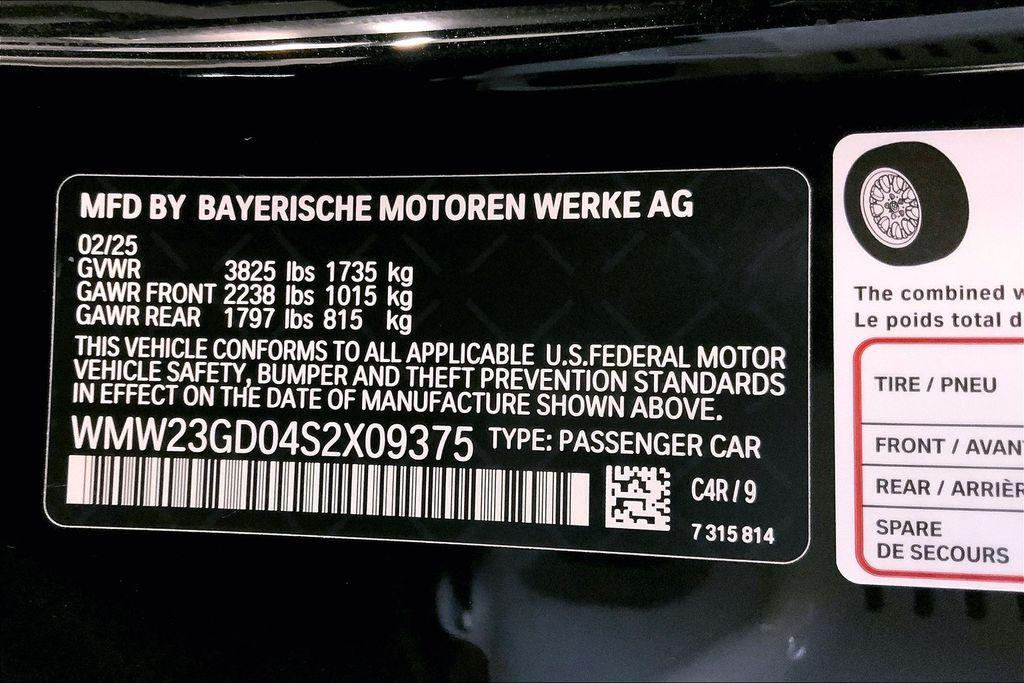 MFD BY BAYERISCHE MOTOREN WERKE AG
02/25
GVWR 3825 lbs 1735 kg
GAWR FRONT 2238 lbs 1015 kg
GAWR REAR 1797 lbs 815 kg
THIS VEHICLE CONFORMS TO ALL APPLICABLE U.S.FEDERAL MOTOR
VEHICLE SAFETY, BUMPER AND THEFT PREVENTION STANDARDS
IN EFFECT ON THE DATE OF MANUFACTURE SHOWN ABOVE.
WMW23GD04S2X09375 TYPE: PASSENGER CAR
C4R/9
7 315 814
The combined
Le poids total
TIRE / PNEU
FRONT / AVAN
REAR / ARRIÈR
SPARE
DE SECOURS